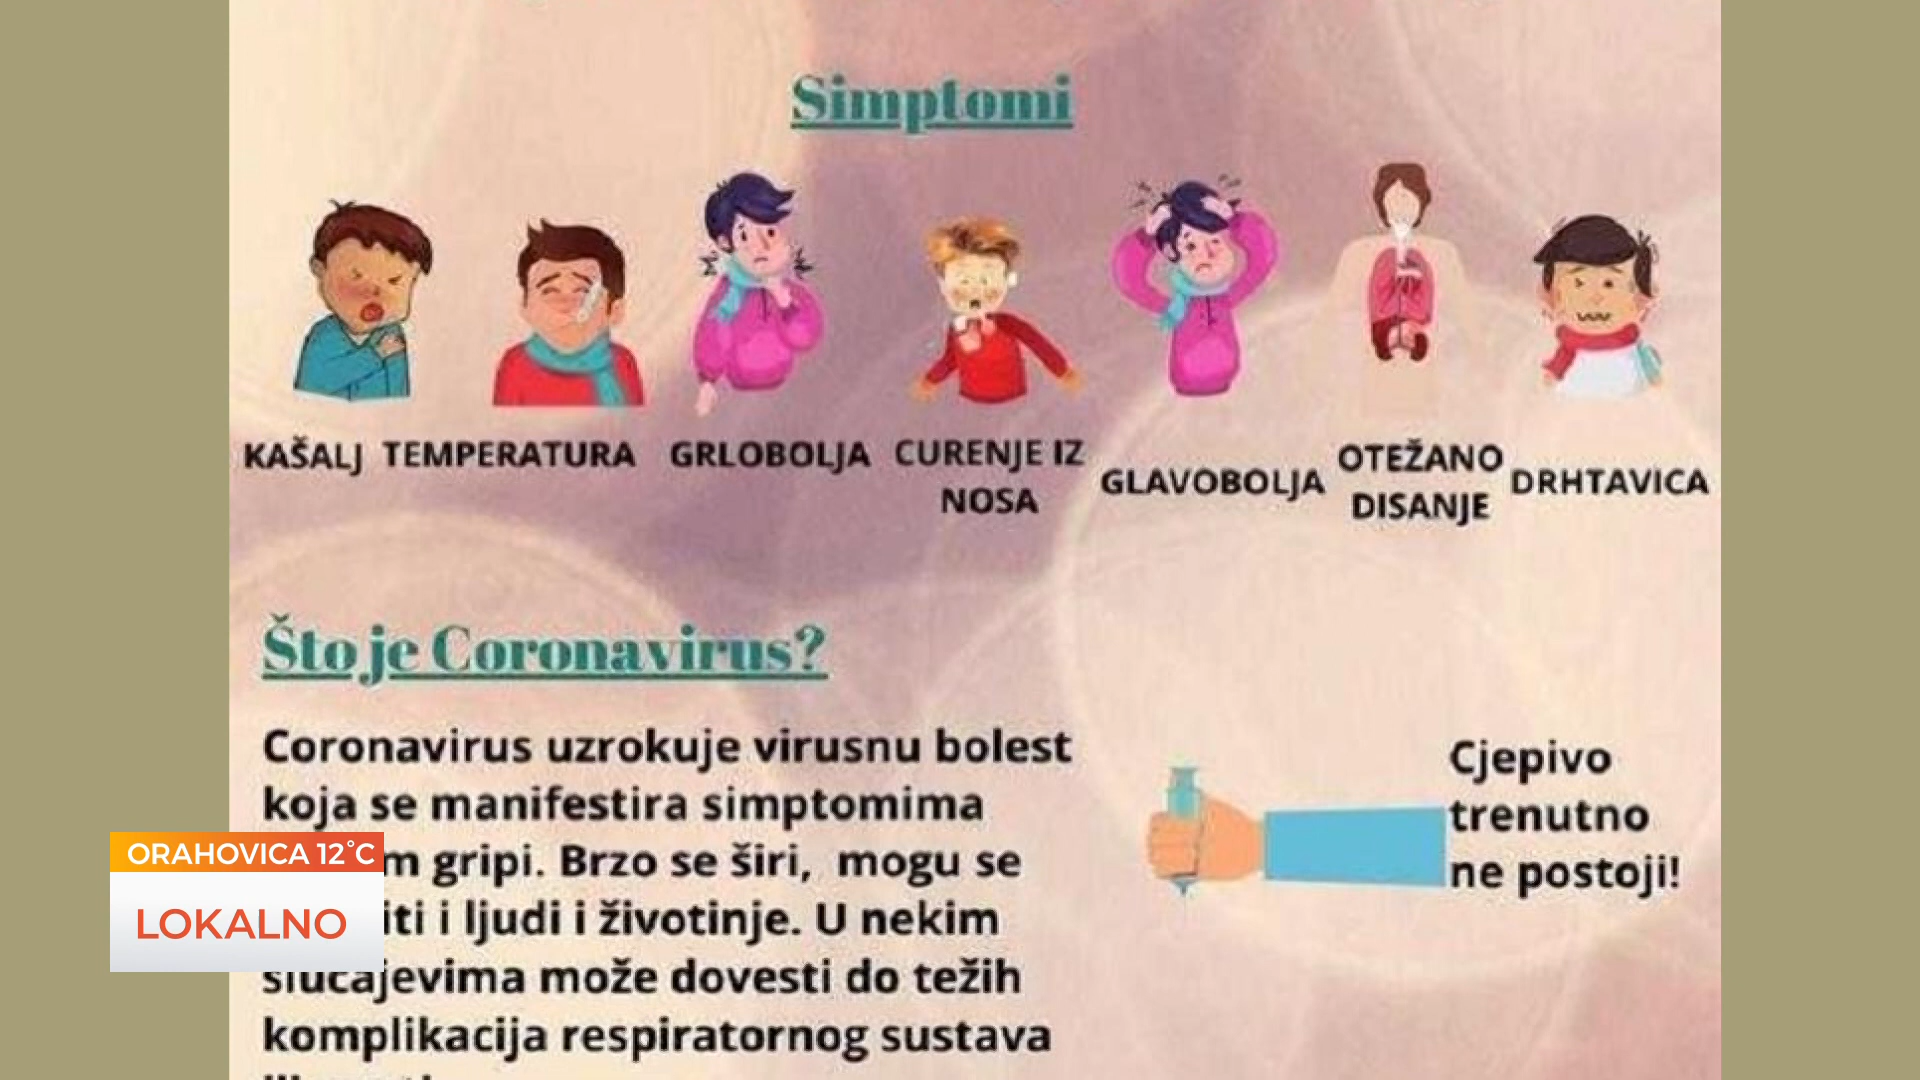 Simptomi
KAŠALJ TEMPERATURA GRLOBOLJA CURENJE IZ NOSA GLAVOBOLJA OTEŽANO DISANJE DRHTAVICA
Što je Coronavirus?
Coronavirus uzrokuje virusnu bolest
koja se manifestira simptomima
gripi. Brzo se širi, mogu se
i ljudi i životinje. U nekim
slučajevima može dovesti do težih
komplikacija respiratornog sustava
Cjepivo
trenutno
ne postoji!
ORAHOVICA 12°C
LOKALNO